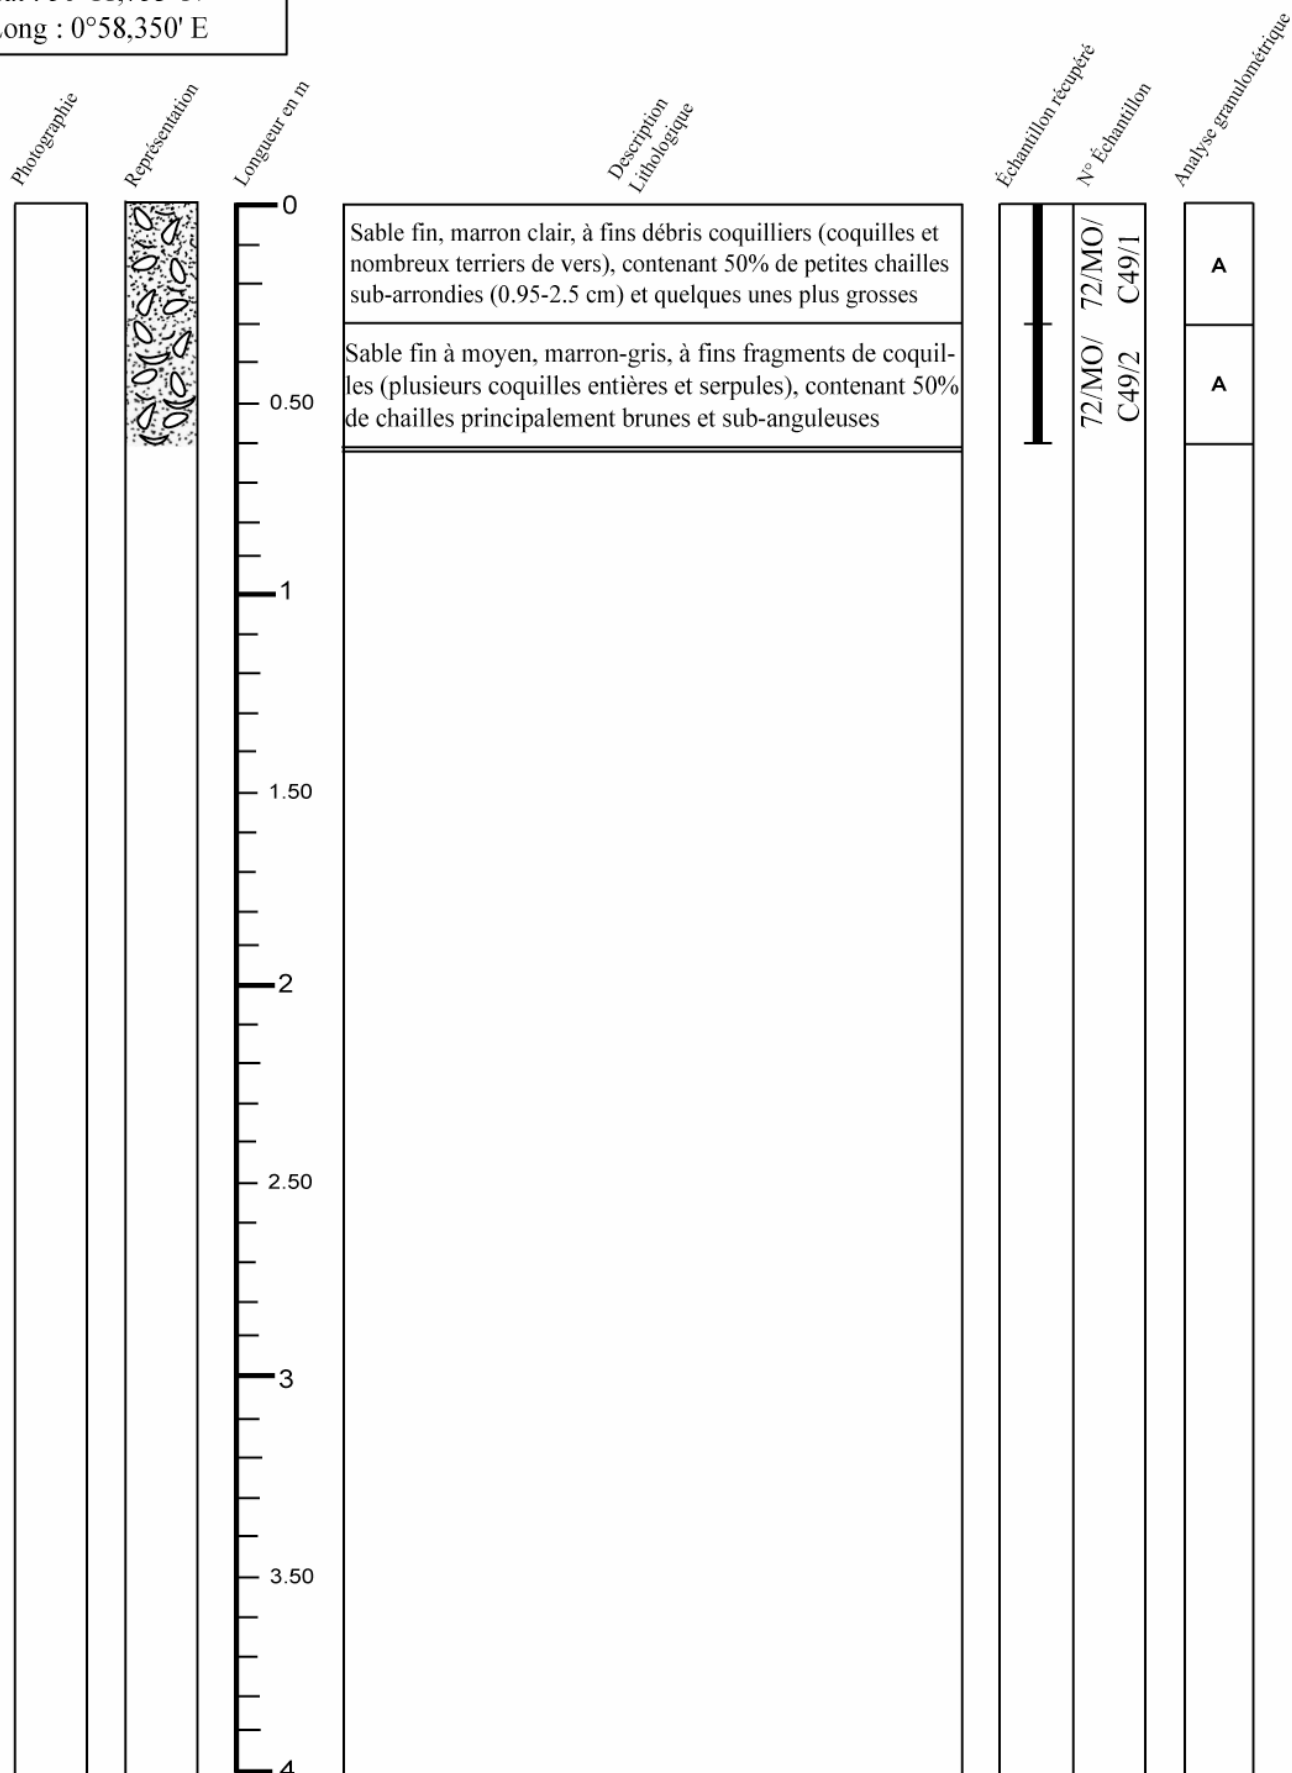 Long : 0°58,350' E
Photographie
Représentation
Longueur en m
Description
Lithologique
Échantillon récupéré
N° Échantillon
Analyse granulométrique
0
Sable fin, marron clair, à fins débris coquilliers (coquilles et
nombreux terriers de vers), contenant 50% de petites chailles
sub-arrondies (0.95-2.5 cm) et quelques unes plus grosses
72/MO/
C49/1
A
Sable fin à moyen, marron-gris, à fins fragments de coquil-
les (plusieurs coquilles entières et serpules), contenant 50%
de chailles principalement brunes et sub-anguleuses
72/MO/
C49/2
A
0.50
1
1.50
2
2.50
3
3.50
4